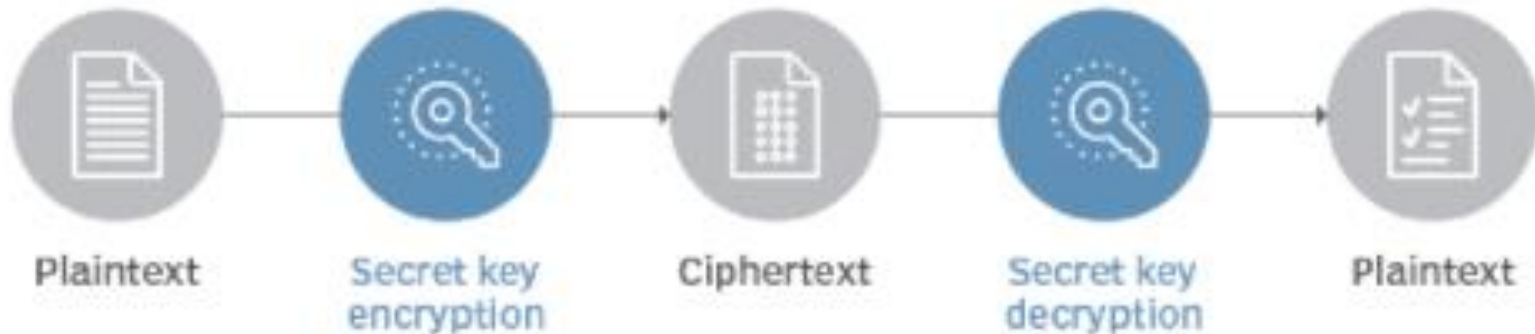 Plaintext
Secret key
encryption
Ciphertext
Secret key
decryption
Plaintext